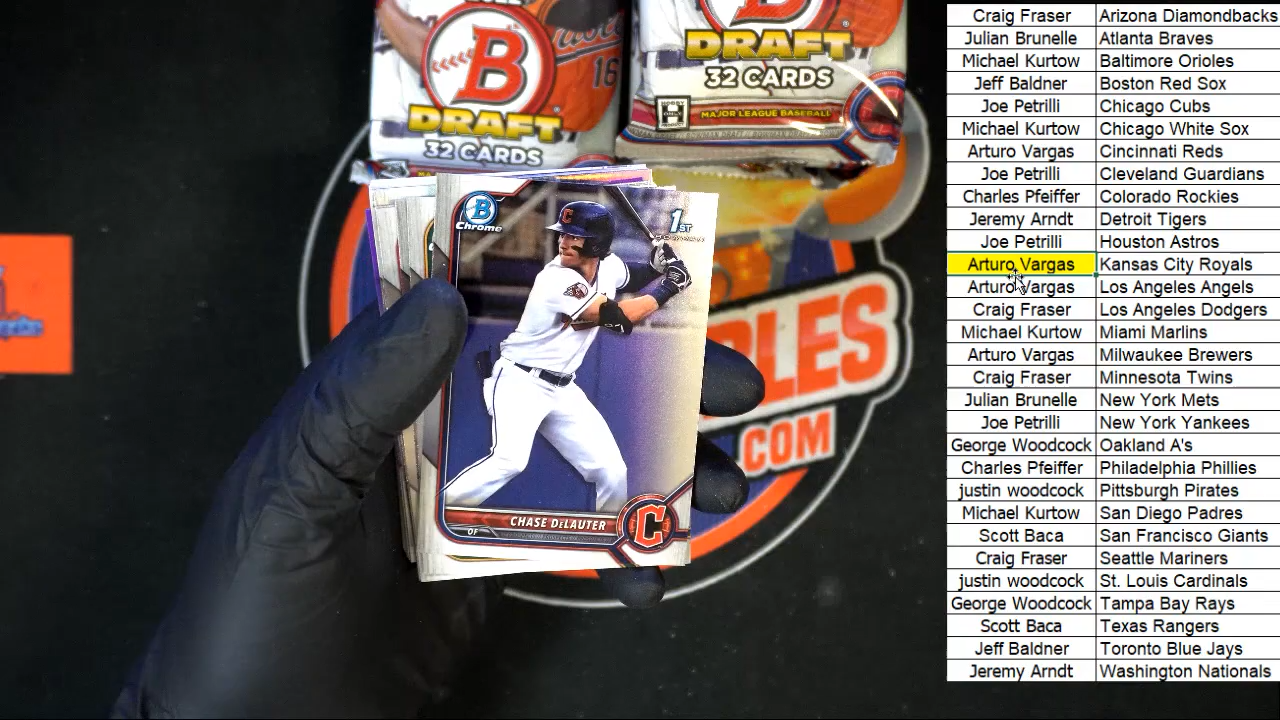 B
DRAFT
32 CARDS
16
DRAFT
32 CARDS
HOBBY
ONLY
H
PRODUCT
MAJOR LEAGUE BASEBALL
B
Chrome
1ST
C
CHASE DeLAUTER
OF
C
LES
.COM
Craig Fraser Arizona Diamondbacks
Julian Brunelle Atlanta Braves
Michael Kurtow Baltimore Orioles
Jeff Baldner Boston Red Sox
Joe Petrilli Chicago Cubs
Michael Kurtow Chicago White Sox
Arturo Vargas Cincinnati Reds
Joe Petrilli Cleveland Guardians
Charles Pfeiffer Colorado Rockies
Jeremy Arndt Detroit Tigers
Joe Petrilli Houston Astros
Arturo Vargas Kansas City Royals
Arturo Vargas Los Angeles Angels
Craig Fraser Los Angeles Dodgers
Michael Kurtow Miami Marlins
Arturo Vargas Milwaukee Brewers
Craig Fraser Minnesota Twins
Julian Brunelle New York Mets
Joe Petrilli New York Yankees
George Woodcock Oakland A's
Charles Pfeiffer Philadelphia Phillies
justin woodcock Pittsburgh Pirates
Michael Kurtow San Diego Padres
Scott Baca San Francisco Giants
Craig Fraser Seattle Mariners
justin woodcock St. Louis Cardinals
George Woodcock Tampa Bay Rays
Scott Baca Texas Rangers
Jeff Baldner Toronto Blue Jays
Jeremy Arndt Washington Nationals